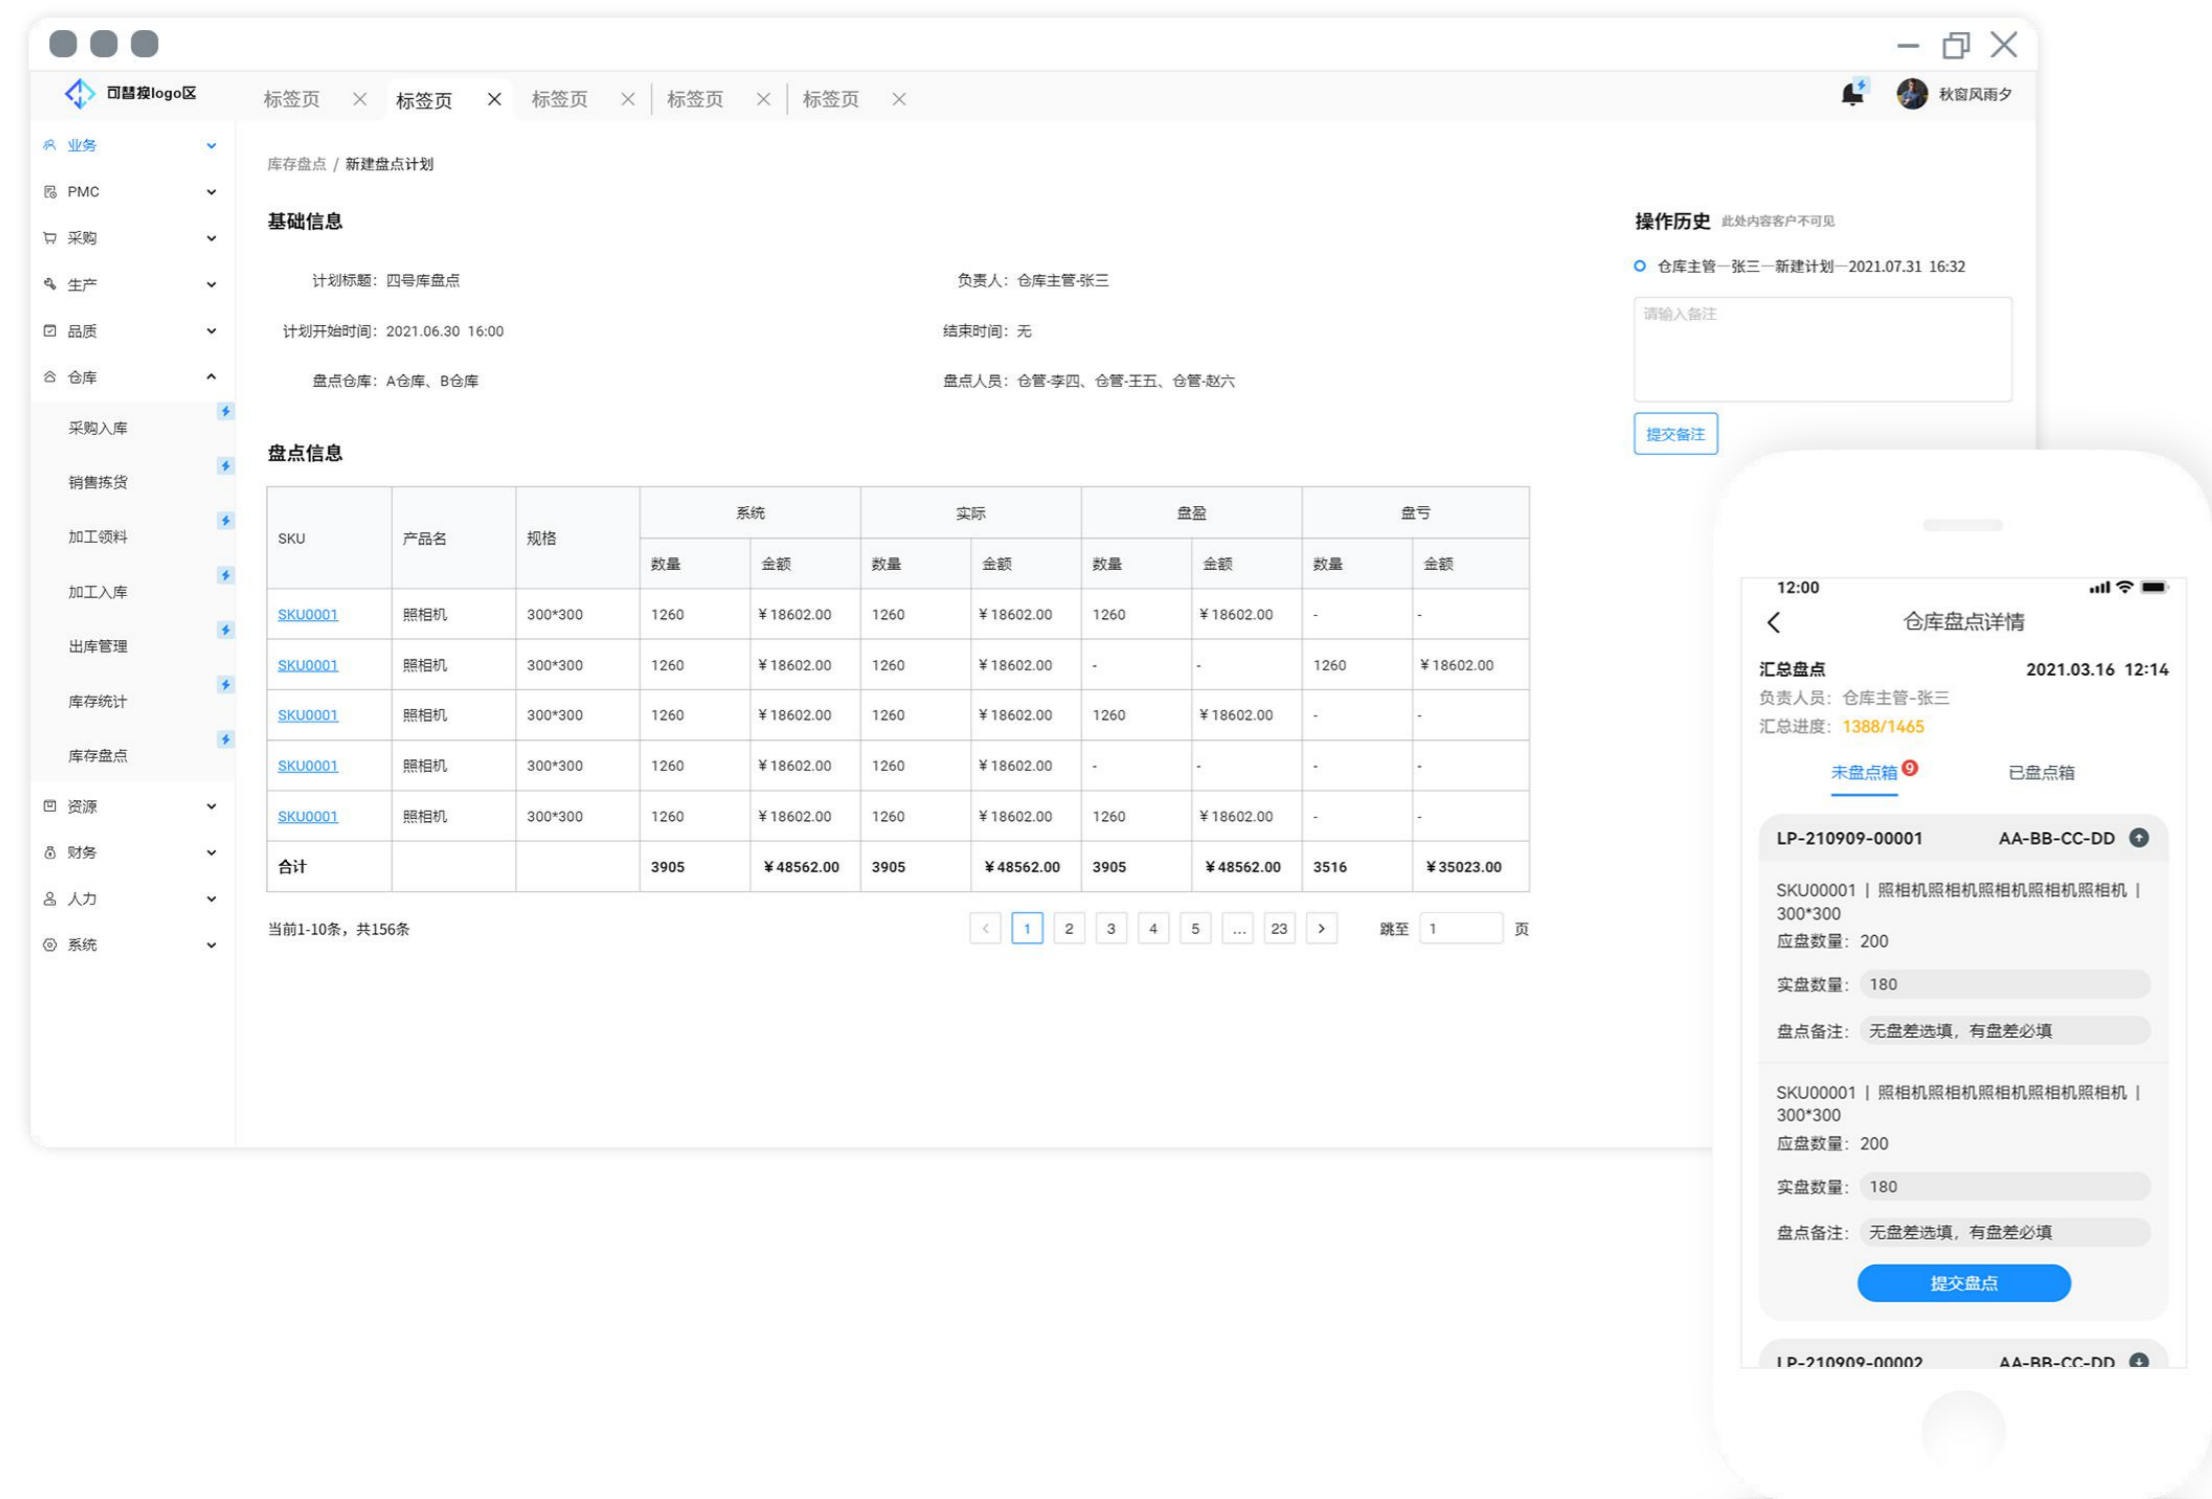 可替换logo区
标签页 标签页 标签页 标签页 标签页
秋窗风雨夕
业务
PMC
采购
生产
品质
仓库
采购入库
销售拣货
加工领料
加工入库
出库管理
库存统计
库存盘点
资源
财务
人力
系统
库存盘点 / 新建盘点计划
基础信息
计划标题：四号库盘点 负责人：仓库主管-张三
计划开始时间：2021.06.30 16:00 结束时间：无
盘点仓库：A仓库、B仓库 盘点人员：仓管-李四、仓管-王五、仓管-赵六
操作历史 此处内容客户不可见
仓库主管—张三—新建计划—2021.07.31 16:32
请输入备注
提交备注
盘点信息
SKU 产品名 规格 系统 实际 盘盈 盘亏
数量 金额 数量 金额 数量 金额 数量 金额
SKU0001 照相机 300*300 1260 ￥18602.00 1260 ￥18602.00 1260 ￥18602.00 - -
SKU0001 照相机 300*300 1260 ￥18602.00 1260 ￥18602.00 - - 1260 ￥18602.00
SKU0001 照相机 300*300 1260 ￥18602.00 1260 ￥18602.00 1260 ￥18602.00 - -
SKU0001 照相机 300*300 1260 ￥18602.00 1260 ￥18602.00 - - - -
SKU0001 照相机 300*300 1260 ￥18602.00 1260 ￥18602.00 1260 ￥18602.00 - -
合计 3905 ￥48562.00 3905 ￥48562.00 3905 ￥48562.00 3516 ￥35023.00
当前1-10条，共156条 < 1 2 3 4 5 ... 23 > 跳至 1 页
12:00
仓库盘点详情
汇总盘点 2021.03.16 12:14
负责人员：仓库主管-张三
汇总进度：1388/1465
未盘点箱 9 已盘点箱
LP-210909-00001 AA-BB-CC-DD
SKU00001 | 照相机照相机照相机照相机照相机 |
300*300
应盘数量：200
实盘数量：180
盘点备注：无盘差选填，有盘差必填
SKU00001 | 照相机照相机照相机照相机照相机 |
300*300
应盘数量：200
实盘数量：180
盘点备注：无盘差选填，有盘差必填
提交盘点
LP-210909-00002 AA-BB-CC-DD